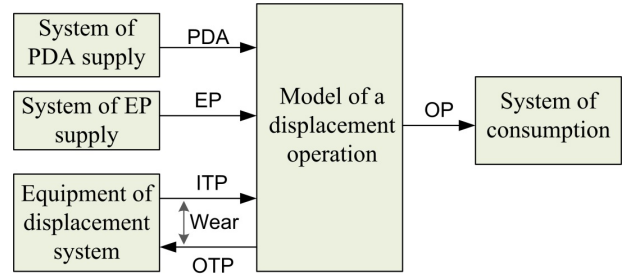 System of
PDA supply
PDA
System of EP
supply
EP
Equipment of
displacement
system
ITP
Wear
OTP
Model of a
displacement
operation
OP
System of
consumption